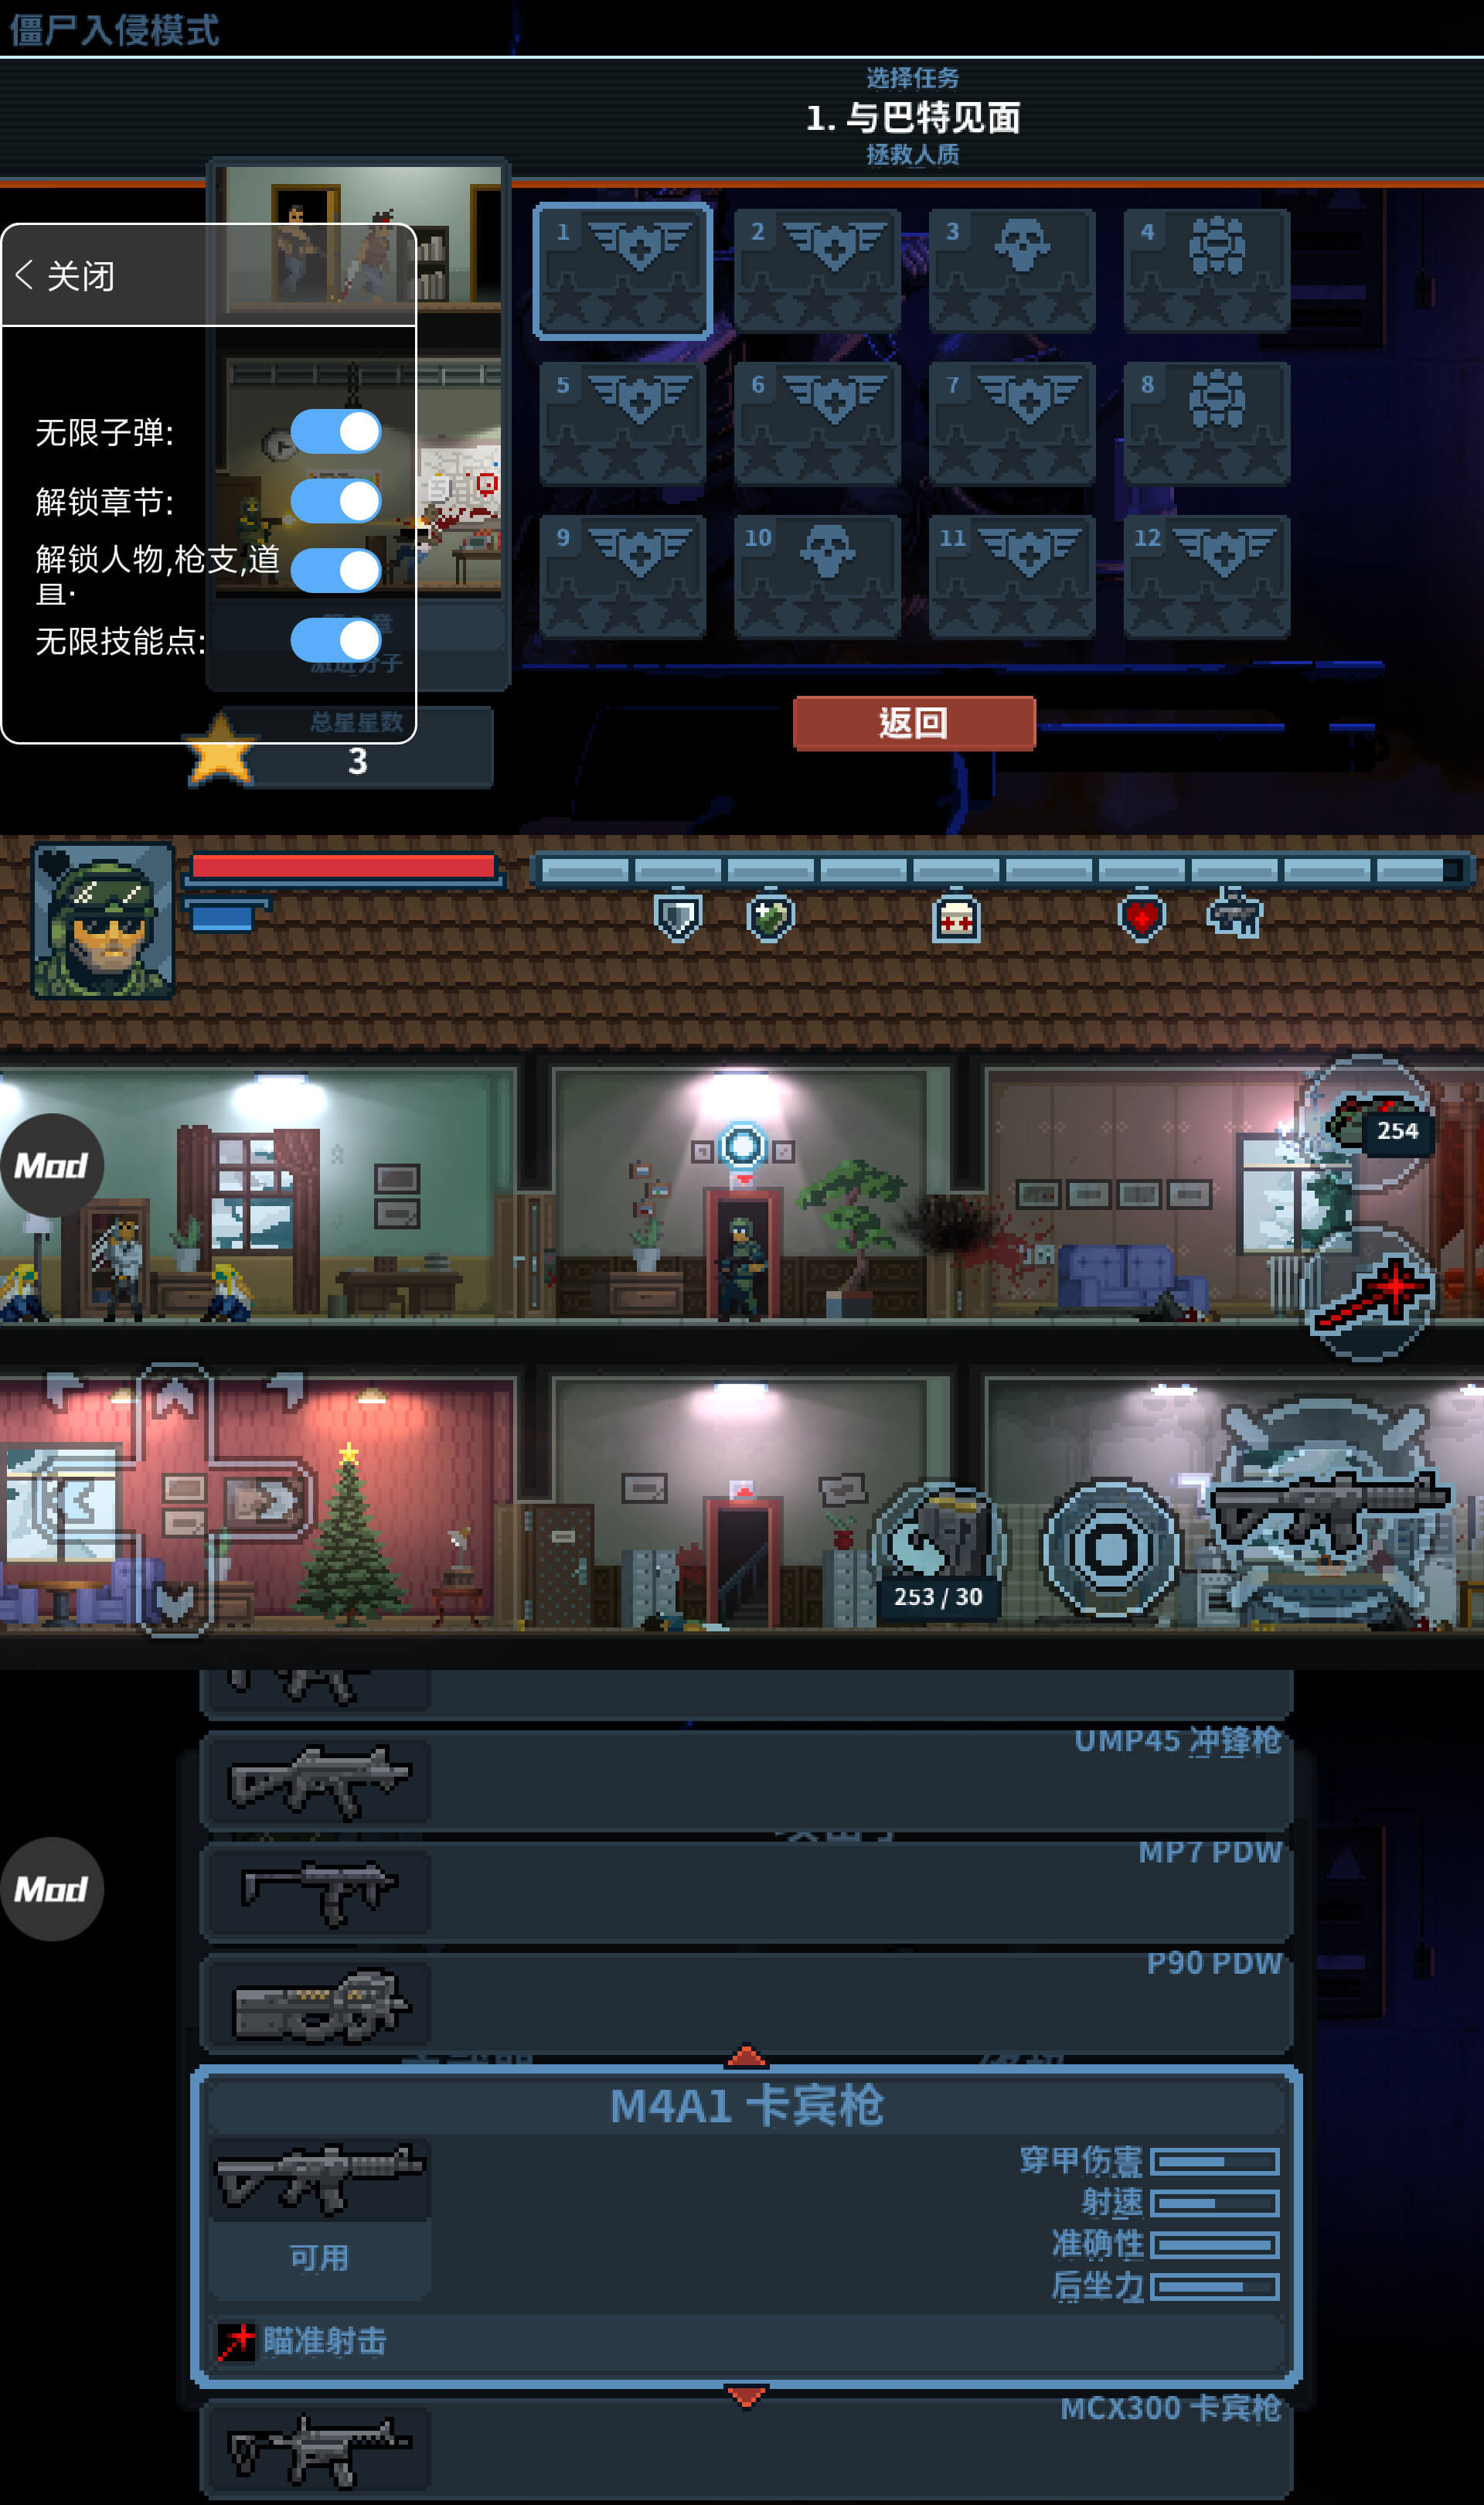 僵尸入侵模式
选择任务
1. 与巴特见面
拯救人质
< 关闭
无限子弹:
解锁章节:
解锁人物,枪支,道
具:
无限技能点:
总星星数
3
1
2
3
4
5
6
7
8
9
10
11
12
返回
Mod
254
253 / 30
UMP45 冲锋枪
Mod
MP7 PDW
P90 PDW
M4A1 卡宾枪
穿甲伤害
射速
准确性
后坐力
可用
瞄准射击
MCX300 卡宾枪